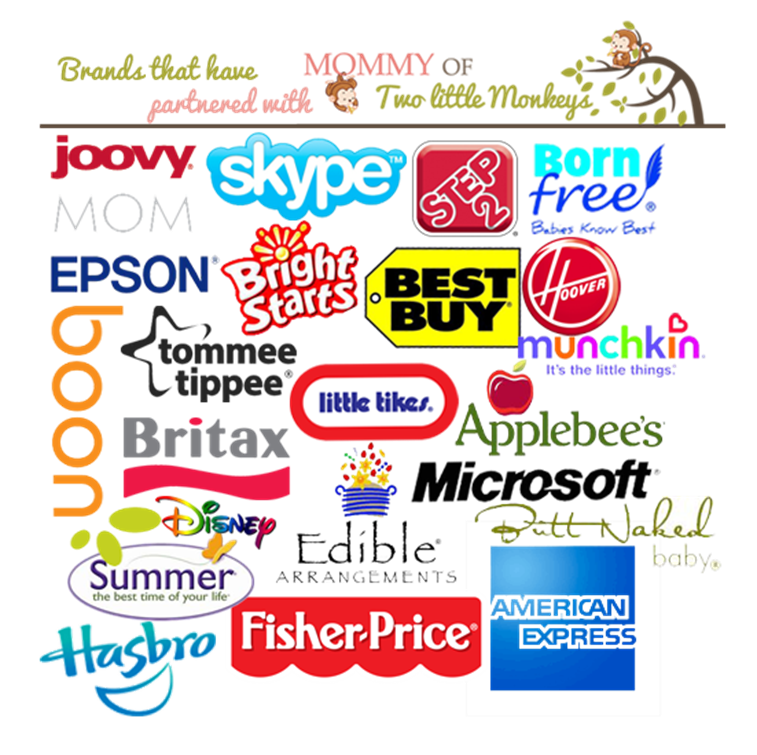 Brands that have
partnered with
MOMMY OF
Two little Monkeys
joovy®
MOM
skype™
STEP
2
Born
free®
Babies Know Best
EPSON®
Bright
Starts
BEST
BUY
HOOVER
munchkin
It's the little things.
boon
tommee
tippee®
little tikes®
Applebee's
Britax
Microsoft®
Disney
Edible®
ARRANGEMENTS
Butt Naked
baby®
Summer
the best time of your life
AMERICAN
EXPRESS
Hasbro
Fisher-Price®